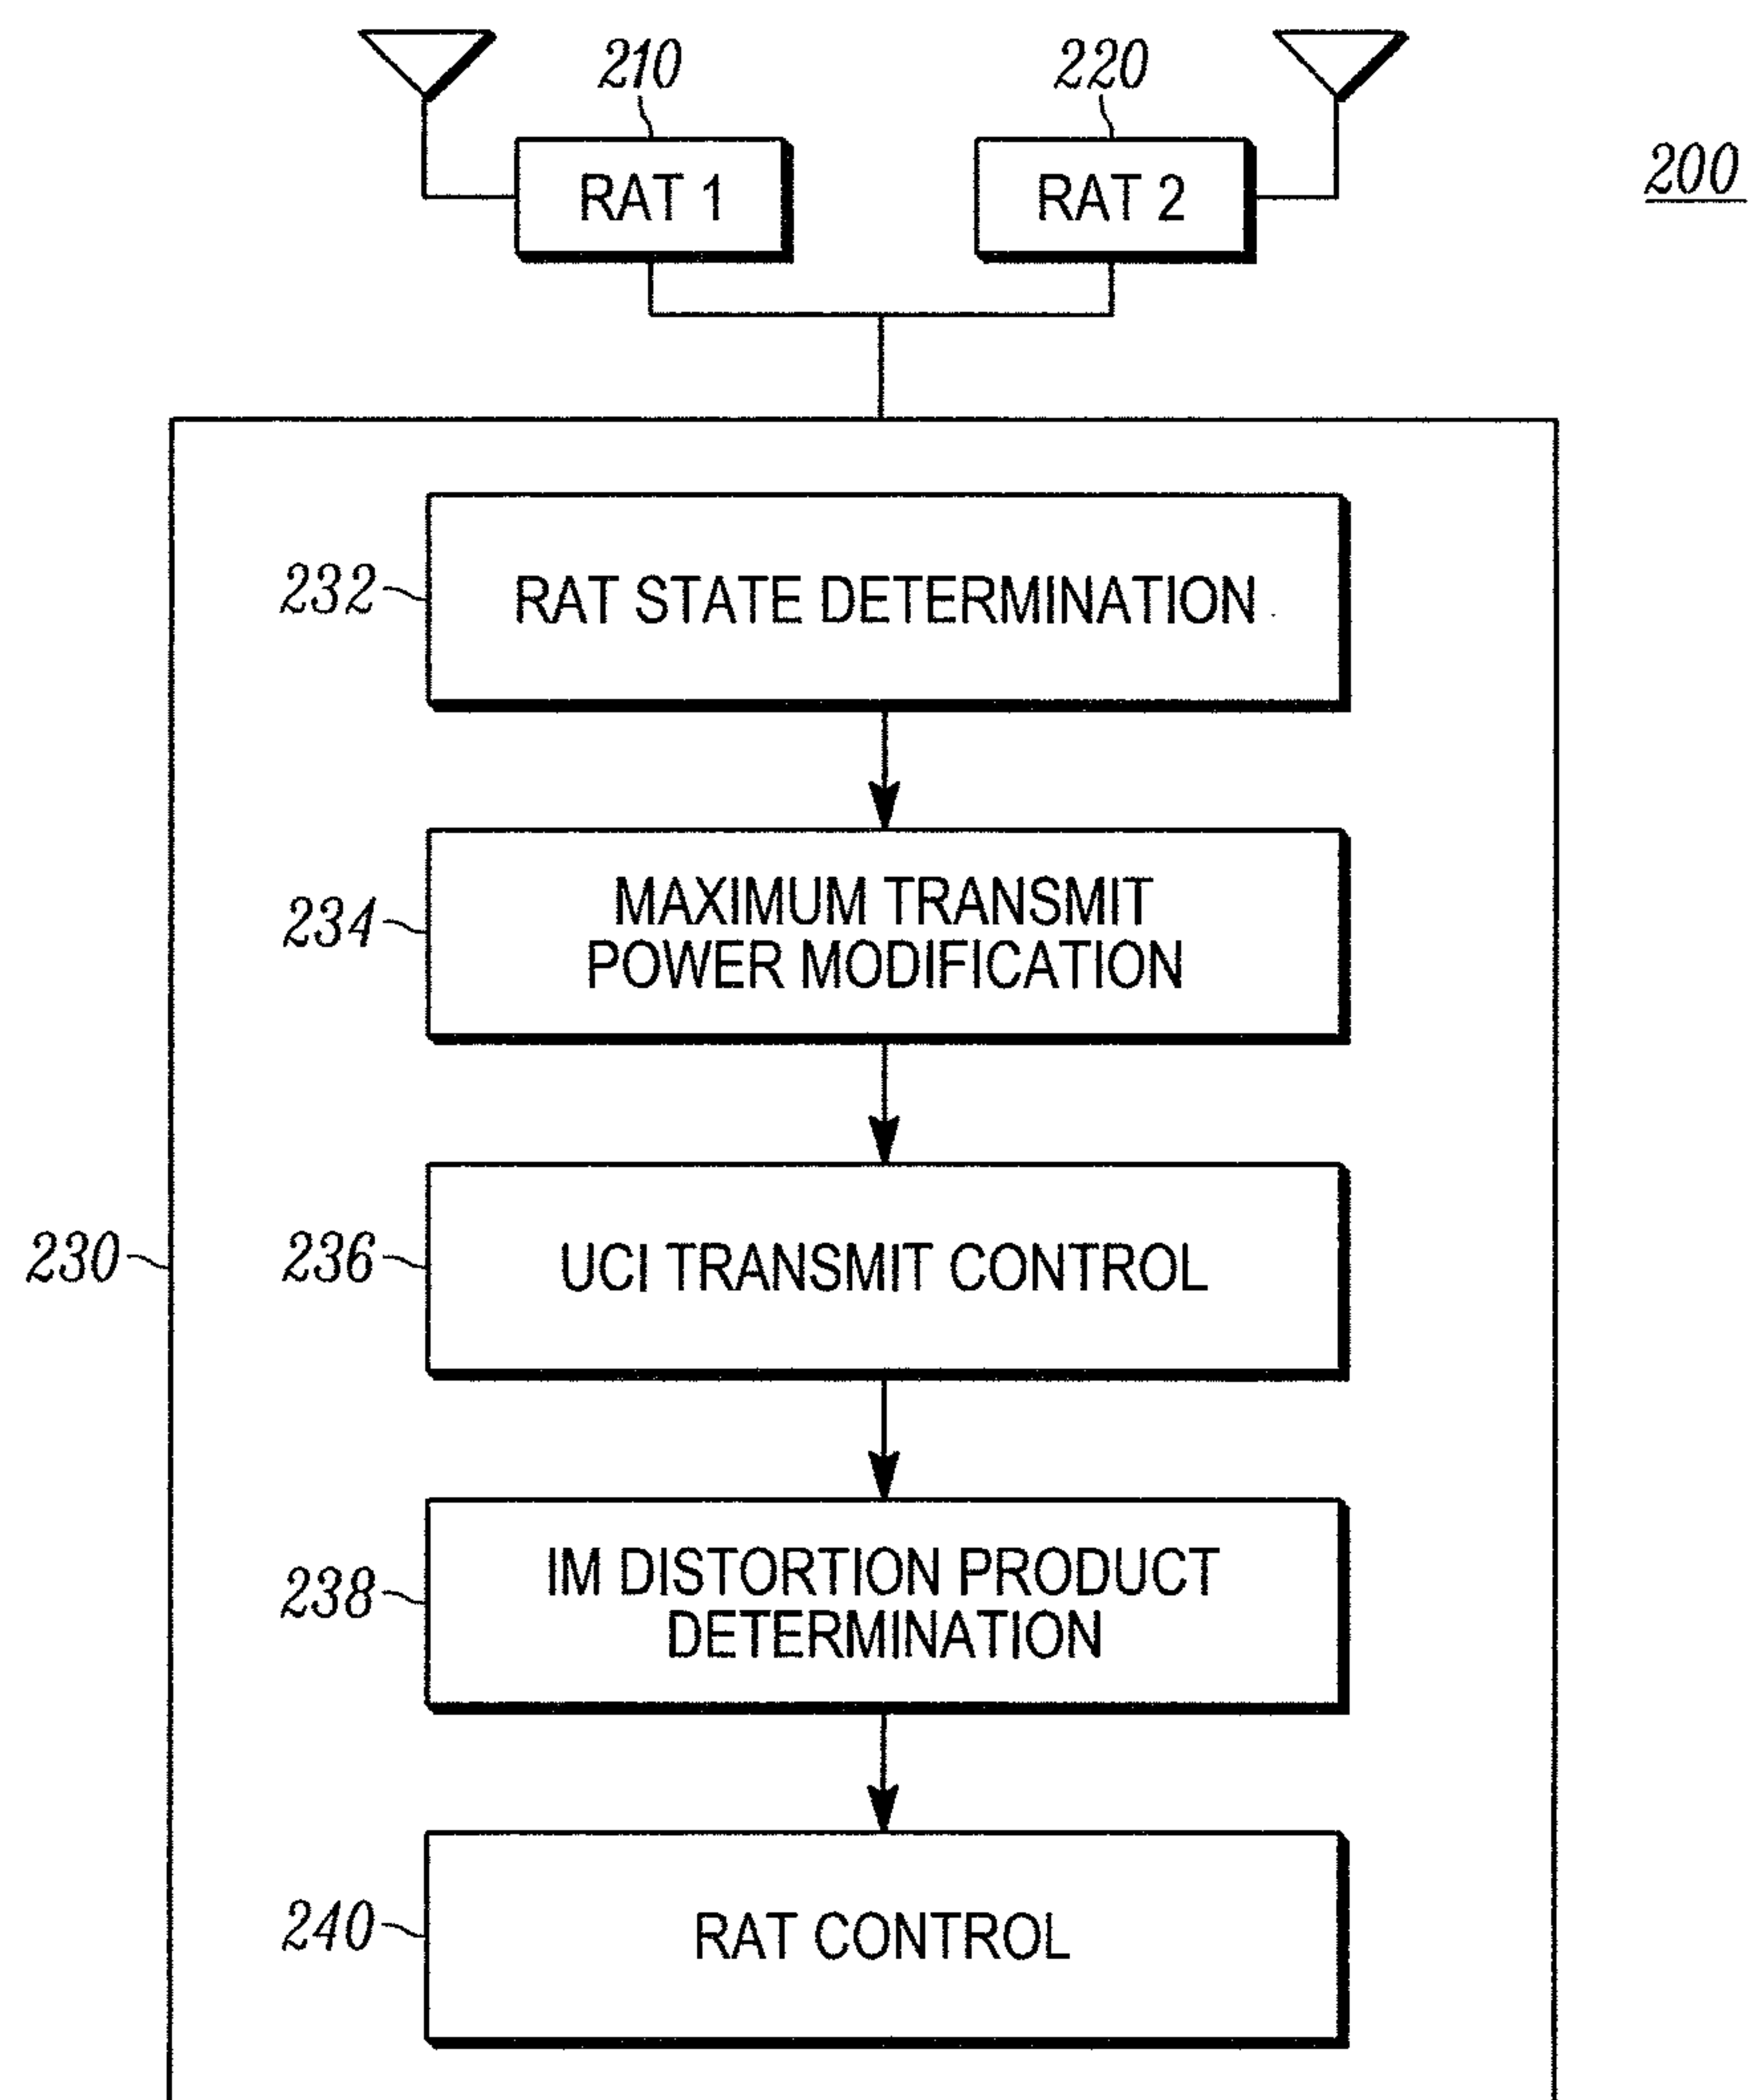 210
220
200
RAT 1
RAT 2
232
RAT STATE DETERMINATION
234
MAXIMUM TRANSMIT
POWER MODIFICATION
230
236
UCI TRANSMIT CONTROL
238
IM DISTORTION PRODUCT
DETERMINATION
240
RAT CONTROL